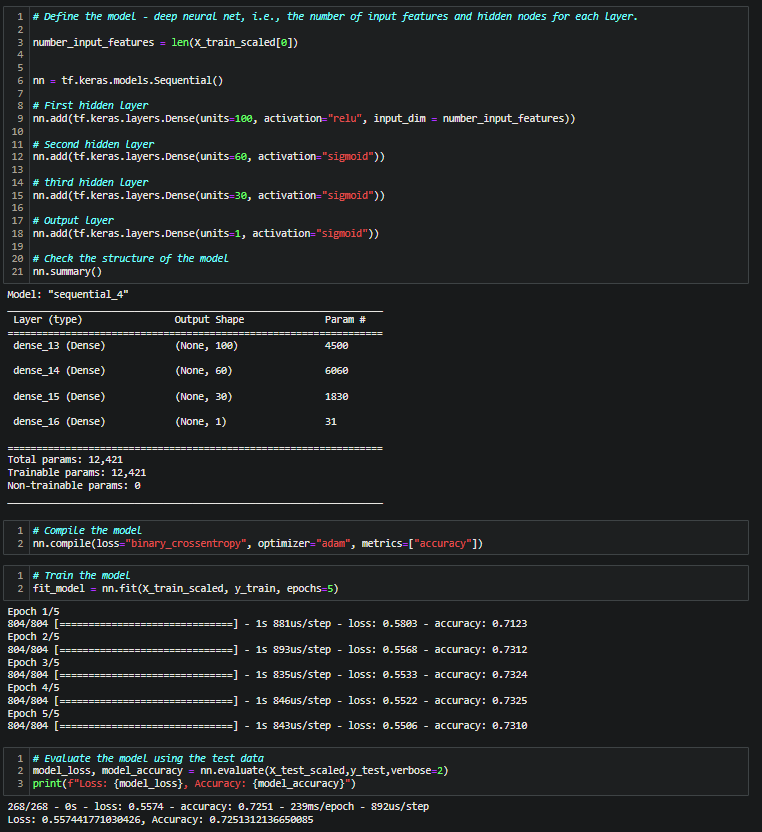 1 # Define the model - deep neural net, i.e., the number of input features and hidden nodes for each layer.
2
3 number_input_features = len(X_train_scaled[0])
4
5
6 nn = tf.keras.models.Sequential()
7
8 # First hidden layer
9 nn.add(tf.keras.layers.Dense(units=100, activation="relu", input_dim = number_input_features))
10
11 # Second hidden layer
12 nn.add(tf.keras.layers.Dense(units=60, activation="sigmoid"))
13
14 # third hidden layer
15 nn.add(tf.keras.layers.Dense(units=30, activation="sigmoid"))
16
17 # Output layer
18 nn.add(tf.keras.layers.Dense(units=1, activation="sigmoid"))
19
20 # Check the structure of the model
21 nn.summary()
Model: "sequential_4"
_________________________________________________________________
Layer (type) Output Shape Param #
=================================================================
dense_13 (Dense) (None, 100) 4500
dense_14 (Dense) (None, 60) 6060
dense_15 (Dense) (None, 30) 1830
dense_16 (Dense) (None, 1) 31
=================================================================
Total params: 12,421
Trainable params: 12,421
Non-trainable params: 0
_________________________________________________________________
1 # Compile the model
2 nn.compile(loss="binary_crossentropy", optimizer="adam", metrics=["accuracy"])
1 # Train the model
2 fit_model = nn.fit(X_train_scaled, y_train, epochs=5)
Epoch 1/5
804/804 [==============================] - 1s 881us/step - loss: 0.5803 - accuracy: 0.7123
Epoch 2/5
804/804 [==============================] - 1s 893us/step - loss: 0.5568 - accuracy: 0.7312
Epoch 3/5
804/804 [==============================] - 1s 835us/step - loss: 0.5533 - accuracy: 0.7324
Epoch 4/5
804/804 [==============================] - 1s 846us/step - loss: 0.5522 - accuracy: 0.7325
Epoch 5/5
804/804 [==============================] - 1s 843us/step - loss: 0.5506 - accuracy: 0.7310
1 # Evaluate the model using the test data
2 model_loss, model_accuracy = nn.evaluate(X_test_scaled,y_test,verbose=2)
3 print(f"Loss: {model_loss}, Accuracy: {model_accuracy}")
268/268 - 0s - loss: 0.5574 - accuracy: 0.7251 - 239ms/epoch - 892us/step
Loss: 0.557441771030426, Accuracy: 0.7251312136650085